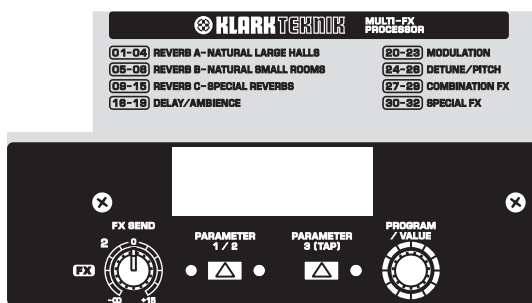 KLARK TEKNIK MULTI-FX PROCESSOR
01-04 REVERB A-NATURAL LARGE HALLS
05-08 REVERB B-NATURAL SMALL ROOMS
09-15 REVERB C-SPECIAL REVERBS
16-19 DELAY/AMBIENCE
20-23 MODULATION
24-26 DETUNE/PITCH
27-29 COMBINATION FX
30-32 SPECIAL FX
FX SEND
2
0
FX
-∞
+15
PARAMETER
1 / 2
PARAMETER
3 (TAP)
PROGRAM
/ VALUE